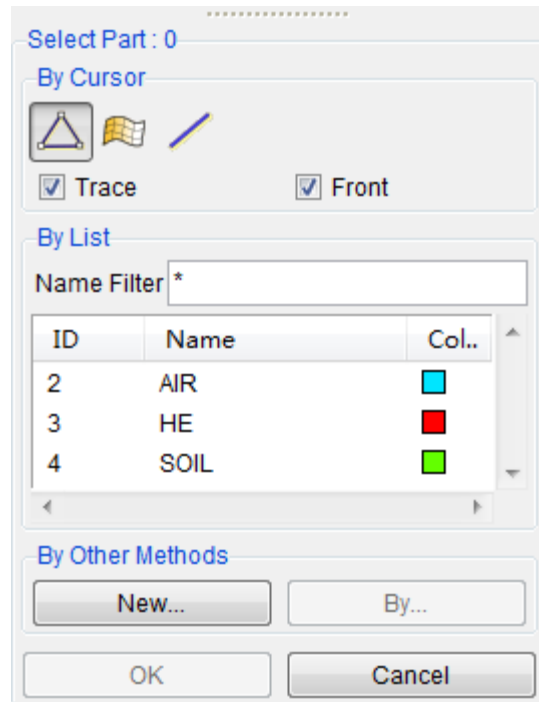 Select Part : 0
By Cursor
Trace Front
By List
Name Filter *
ID Name Col..
2 AIR
3 HE
4 SOIL
By Other Methods
New... By...
OK Cancel